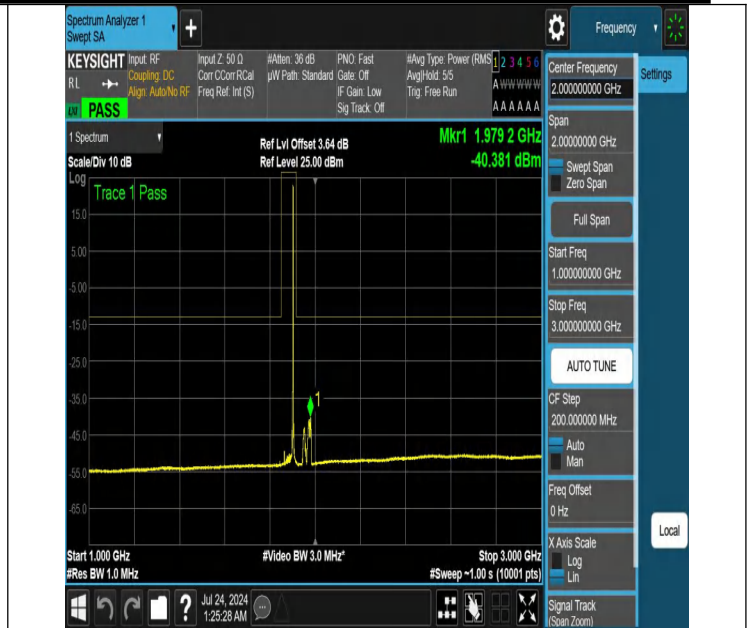 Spectrum Analyzer 1
Swept SA
Frequency
KEYSIGHT
RL
PASS
Input: RF
Coupling: DC
Align: Auto/No RF
Input Z: 50 Ω
Corr CCorr RCal
Freq Ref: Int (S)
#Atten: 36 dB
µW Path: Standard
PNO: Fast
Gate: Off
IF Gain: Low
Sig Track: Off
#Avg Type: Power (RMS
Avg|Hold: 5/5
Trig: Free Run
1 2 3 4 5 6
A W W W W W
A A A A A A
1 Spectrum
Scale/Div 10 dB
Log
Ref Lvl Offset 3.64 dB
Ref Level 25.00 dBm
Mkr1 1.979 2 GHz
-40.381 dBm
Trace 1 Pass
15.0
5.00
-5.00
-15.0
-25.0
-35.0
-45.0
-55.0
-65.0
1
Start 1.000 GHz
#Res BW 1.0 MHz
#Video BW 3.0 MHz*
Stop 3.000 GHz
#Sweep ~1.00 s (10001 pts)
Jul 24, 2024
1:25:28 AM
Center Frequency
2.000000000 GHz
Settings
Span
2.00000000 GHz
Swept Span
Zero Span
Full Span
Start Freq
1.000000000 GHz
Stop Freq
3.000000000 GHz
AUTO TUNE
CF Step
200.000000 MHz
Auto
Man
Freq Offset
0 Hz
X Axis Scale
Log
Lin
Local
Signal Track
(Span Zoom)